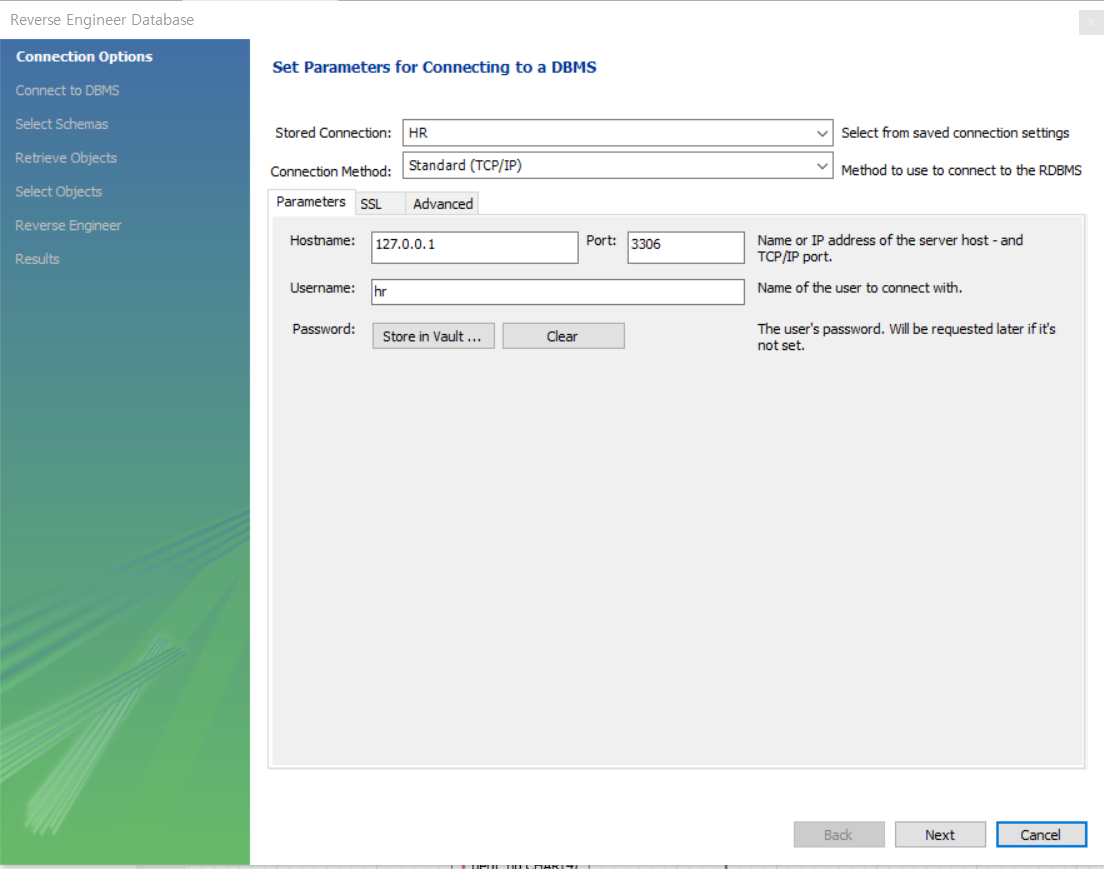 Reverse Engineer Database
Connection Options
Connect to DBMS
Select Schemas
Retrieve Objects
Select Objects
Reverse Engineer
Results
Set Parameters for Connecting to a DBMS
Stored Connection: HR Select from saved connection settings
Connection Method: Standard (TCP/IP) Method to use to connect to the RDBMS
Parameters SSL Advanced
Hostname: 127.0.0.1 Port: 3306 Name or IP address of the server host - and
TCP/IP port.
Username: hr Name of the user to connect with.
Password: Store in Vault ... Clear The user's password. Will be requested later if it's
not set.
Back Next Cancel